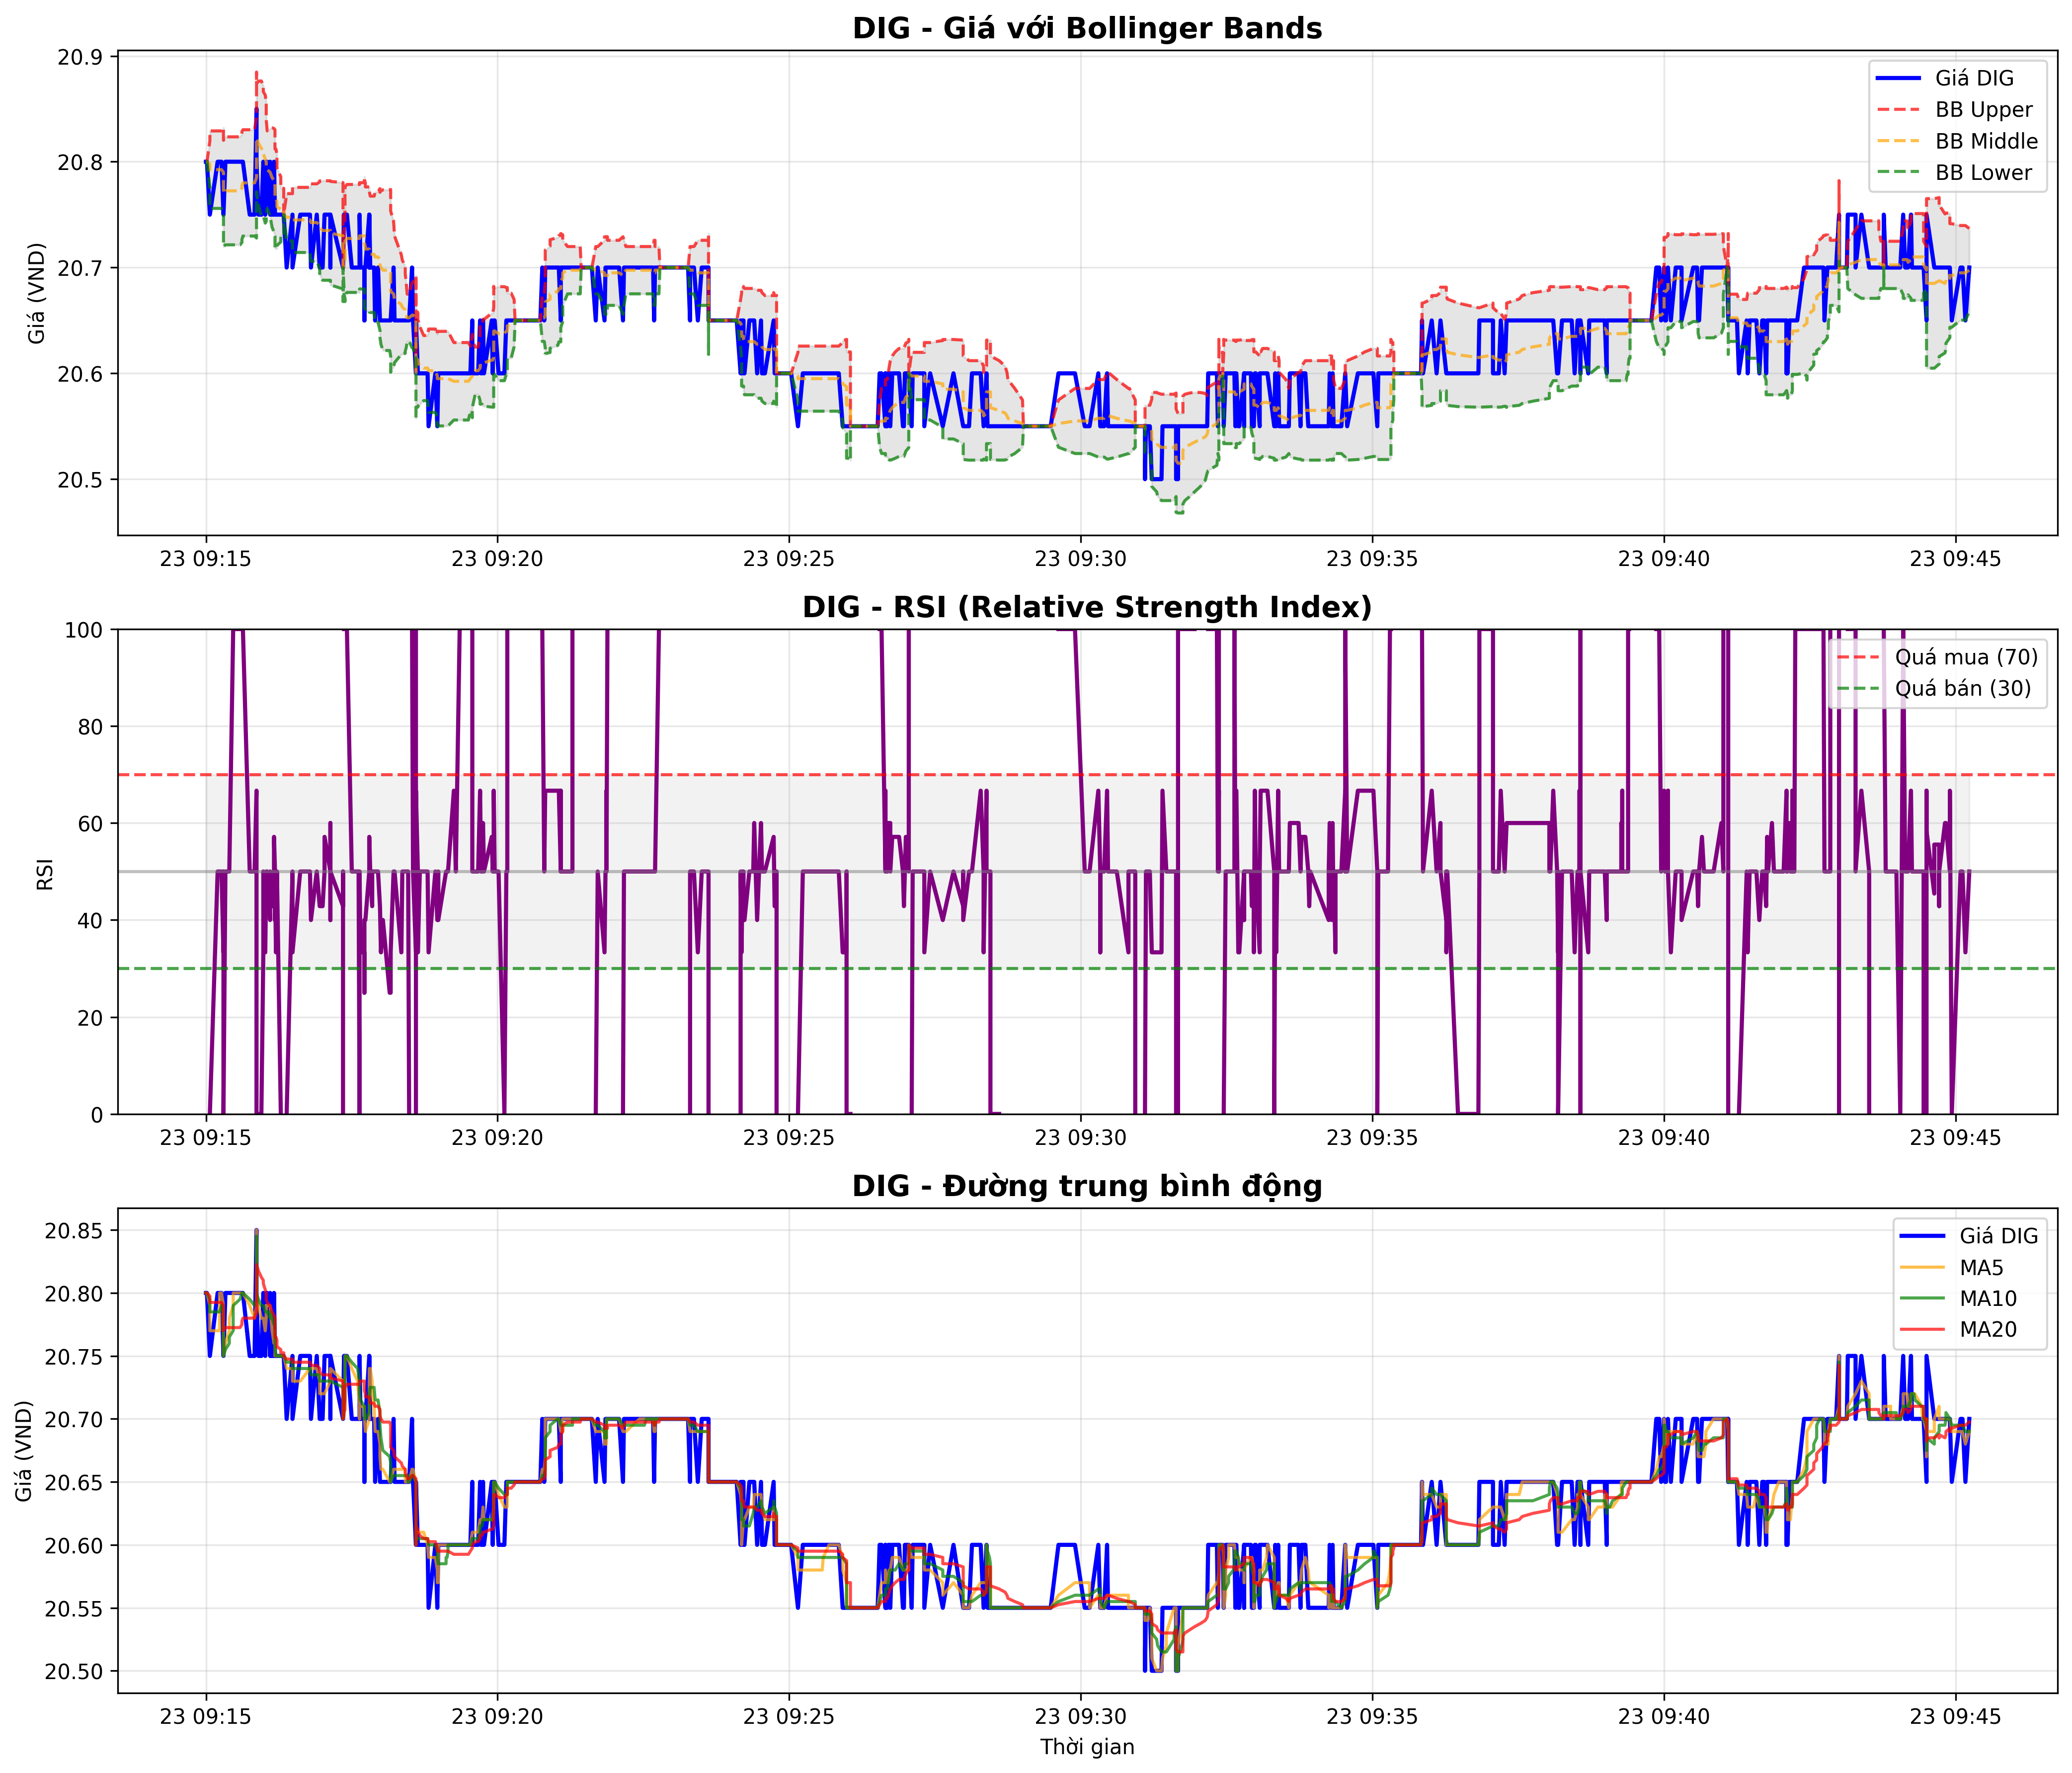 DIG - Giá với Bollinger Bands
Giá (VND)
20.9
20.8
20.7
20.6
20.5
Giá DIG
BB Upper
BB Middle
BB Lower
23 09:15 23 09:20 23 09:25 23 09:30 23 09:35 23 09:40 23 09:45
DIG - RSI (Relative Strength Index)
RSI
100
80
60
40
20
0
Quá mua (70)
Quá bán (30)
23 09:15 23 09:20 23 09:25 23 09:30 23 09:35 23 09:40 23 09:45
DIG - Đường trung bình động
Giá (VND)
20.85
20.80
20.75
20.70
20.65
20.60
20.55
20.50
Giá DIG
MA5
MA10
MA20
23 09:15 23 09:20 23 09:25 23 09:30 23 09:35 23 09:40 23 09:45
Thời gian